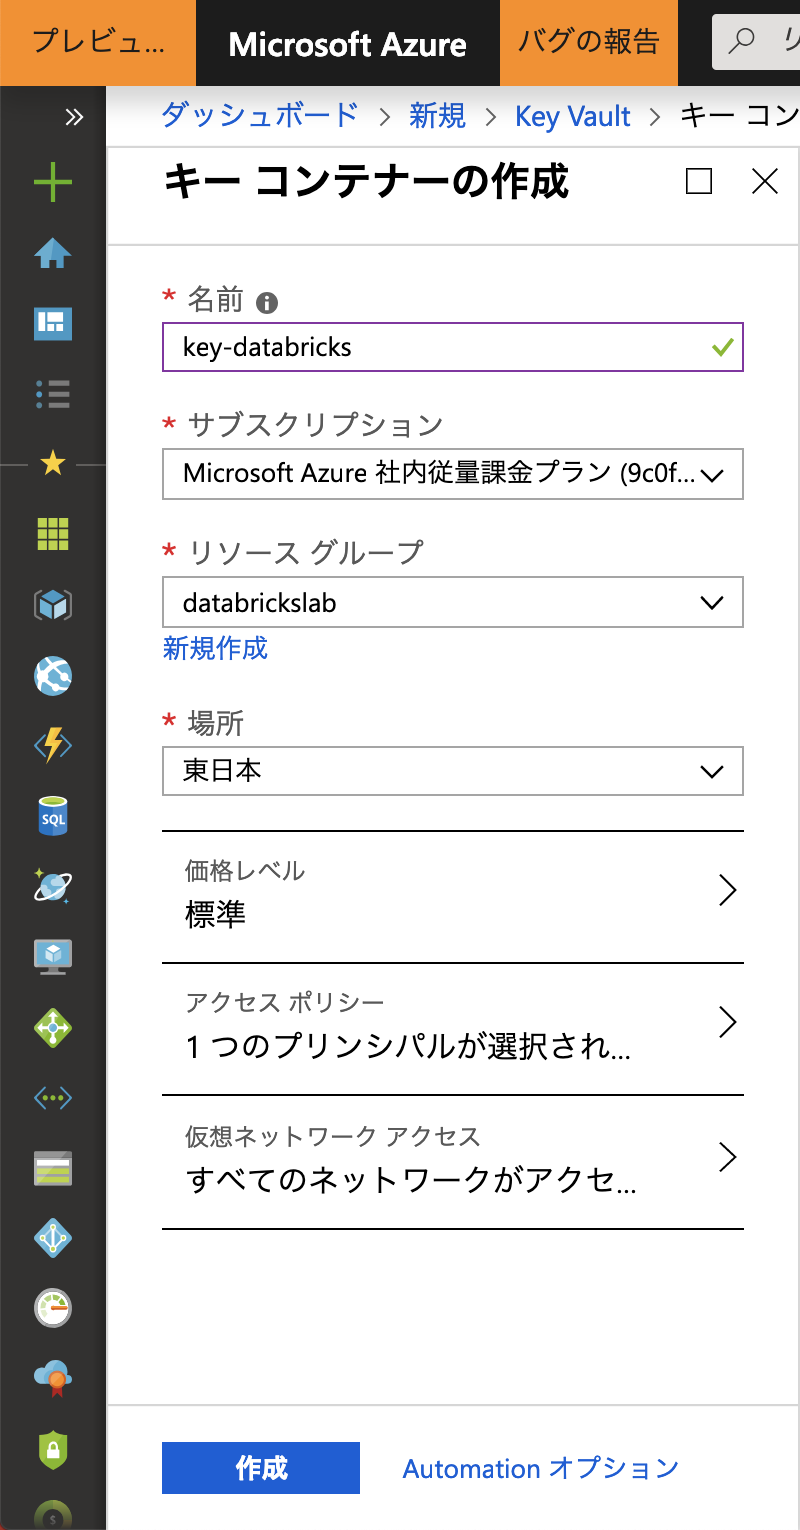 プレビュ...
Microsoft Azure
バグの報告
リ
»
ダッシュボード > 新規 > Key Vault > キー コン
キー コンテナーの作成
* 名前
key-databricks
* サブスクリプション
Microsoft Azure 社内従量課金プラン (9c0f...
* リソース グループ
databrickslab
新規作成
* 場所
東日本
価格レベル
標準
アクセス ポリシー
1 つのプリンシパルが選択され...
仮想ネットワーク アクセス
すべてのネットワークがアクセ...
SQL
作成
Automation オプション